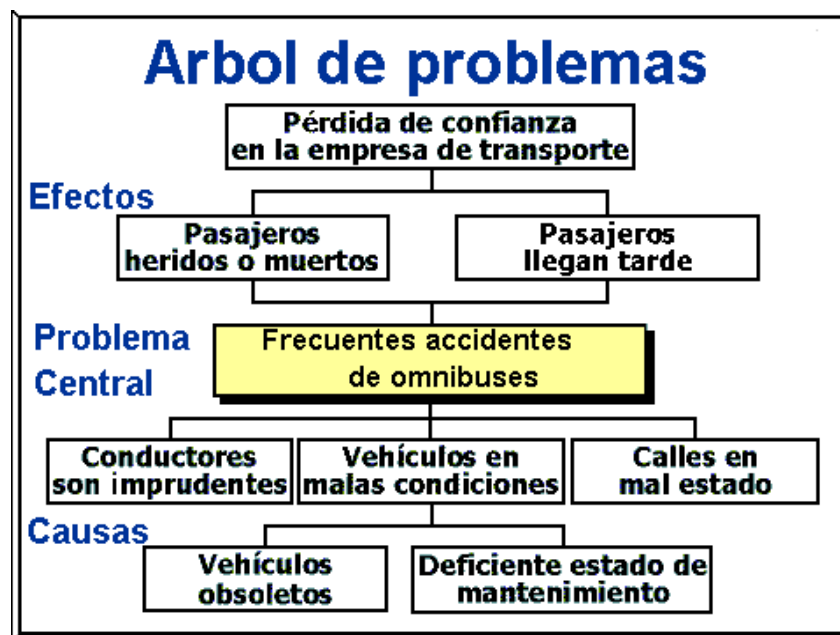 Arbol de problemas
Pérdida de confianza
en la empresa de transporte
Efectos
Pasajeros
heridos o muertos
Pasajeros
llegan tarde
Problema
Central
Frecuentes accidentes
de omnibuses
Conductores
son imprudentes
Vehículos en
malas condiciones
Calles en
mal estado
Causas
Vehículos
obsoletos
Deficiente estado de
mantenimiento